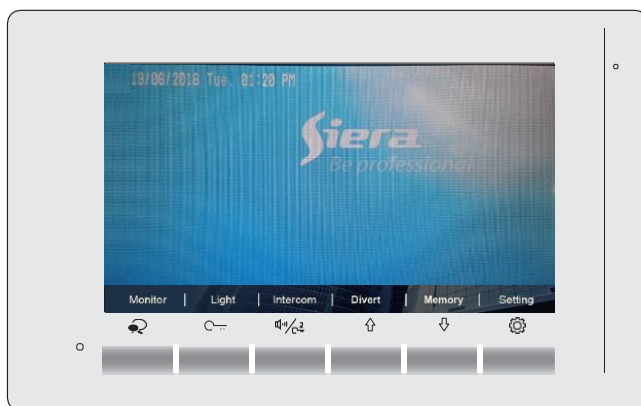 19/06/2018 Tue. 01:20 PM
Siera
Be professional
Monitor | Light | Intercom | Divert | Memory | Setting